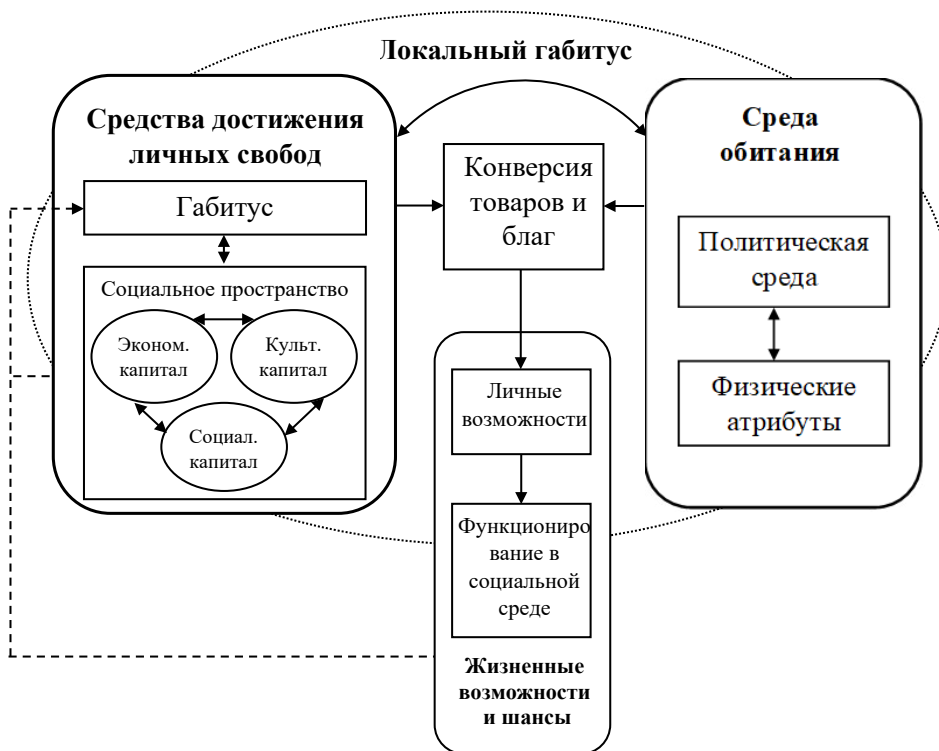 Локальный габитус
Средства достижения
личных свобод
Габитус
Социальное пространство
Эконом.
капитал
Культ.
капитал
Социал.
капитал
Конверсия
товаров и
благ
Личные
возможности
Функциониро
вание в
социальной
среде
Жизненные
возможности
и шансы
Среда
обитания
Политическая
среда
Физические
атрибуты